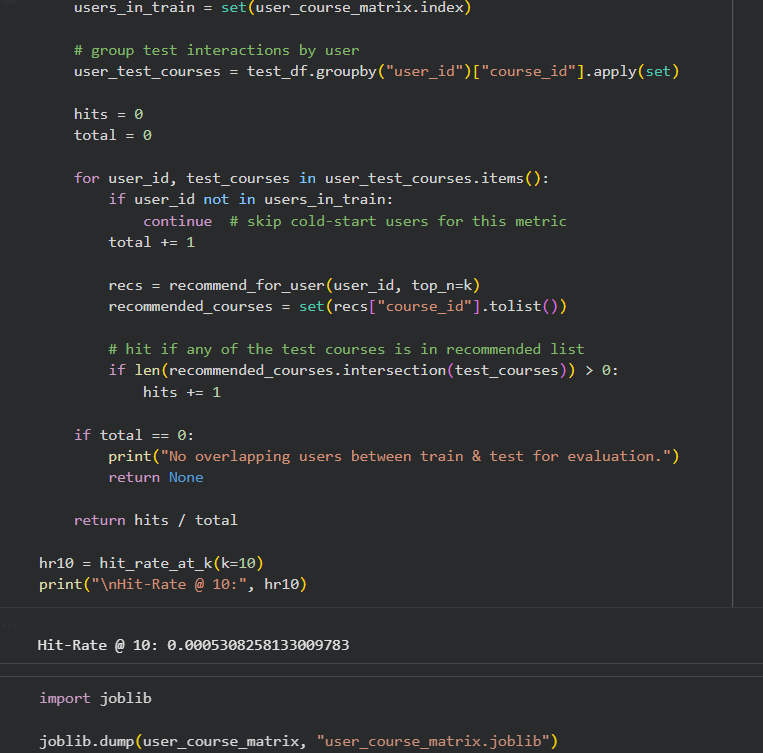 users_in_train = set(user_course_matrix.index)
# group test interactions by user
user_test_courses = test_df.groupby("user_id")["course_id"].apply(set)
hits = 0
total = 0
for user_id, test_courses in user_test_courses.items():
if user_id not in users_in_train:
continue  # skip cold-start users for this metric
total += 1
recs = recommend_for_user(user_id, top_n=k)
recommended_courses = set(recs["course_id"].tolist())
# hit if any of the test courses is in recommended list
if len(recommended_courses.intersection(test_courses)) > 0:
hits += 1
if total == 0:
print("No overlapping users between train & test for evaluation.")
return None
return hits / total
hr10 = hit_rate_at_k(k=10)
print("\nHit-Rate @ 10:", hr10)
Hit-Rate @ 10: 0.0005308258133009783
import joblib
joblib.dump(user_course_matrix, "user_course_matrix.joblib")